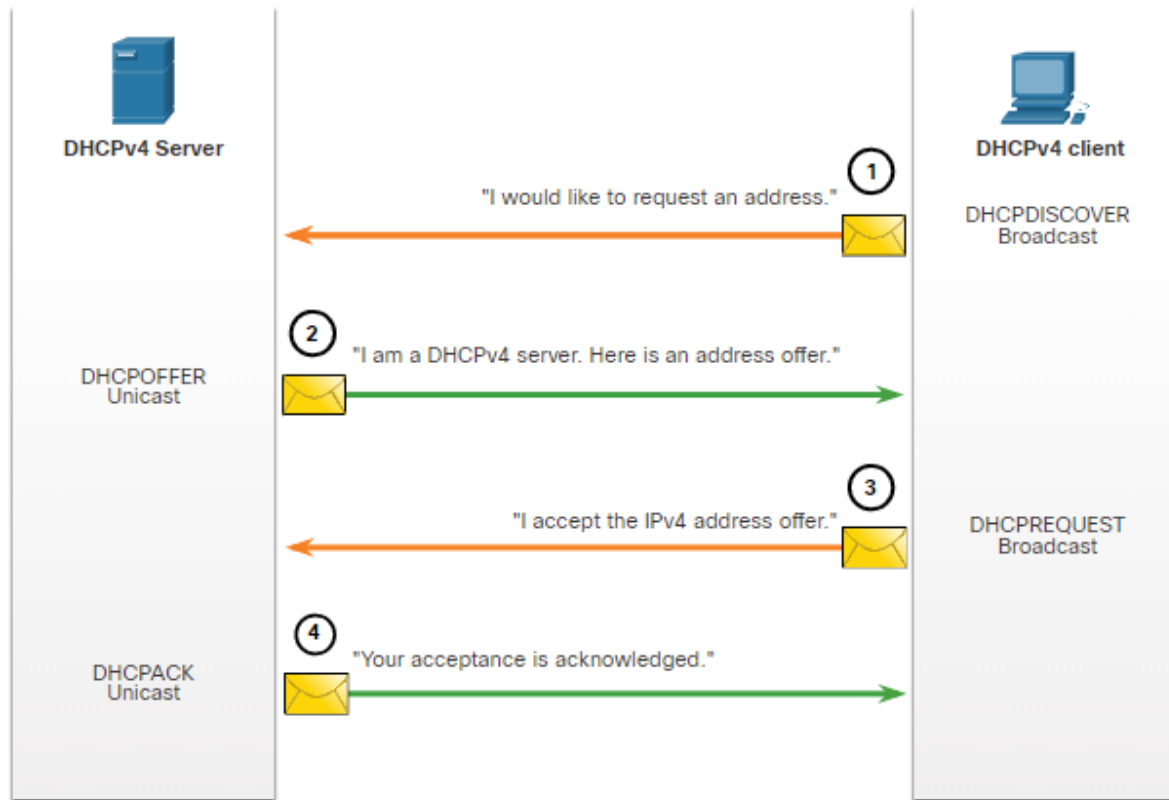 DHCPv4 Server
DHCPv4 client
1
"I would like to request an address."
DHCPDISCOVER
Broadcast
2
"I am a DHCPv4 server. Here is an address offer."
DHCPOFFER
Unicast
3
"I accept the IPv4 address offer."
DHCPREQUEST
Broadcast
4
"Your acceptance is acknowledged."
DHCPACK
Unicast